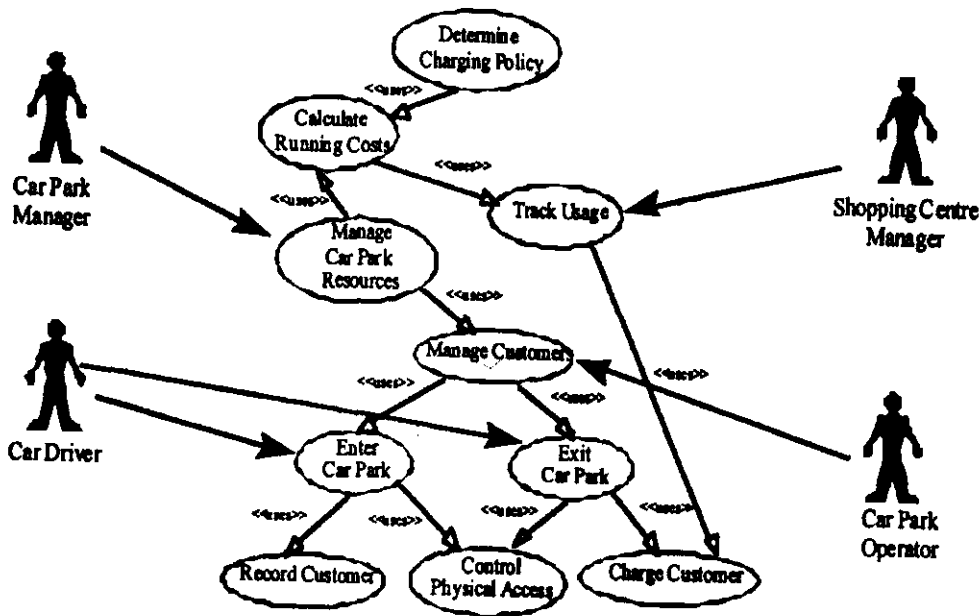 Determine
Charging Policy
<<uses>>
Calculate
Running Costs
<<uses>>
Car Park
Manager
<<uses>>
Track Usage
Shopping Centre
Manager
Manage
Car Park
Resources
<<uses>>
Manage Customers
<<uses>>
<<uses>>
<<uses>>
Car Driver
Enter
Car Park
Exit
Car Park
<<uses>>
<<uses>>
<<uses>>
<<uses>>
Car Park
Operator
Record Customer
Control
Physical Access
Charge Customer